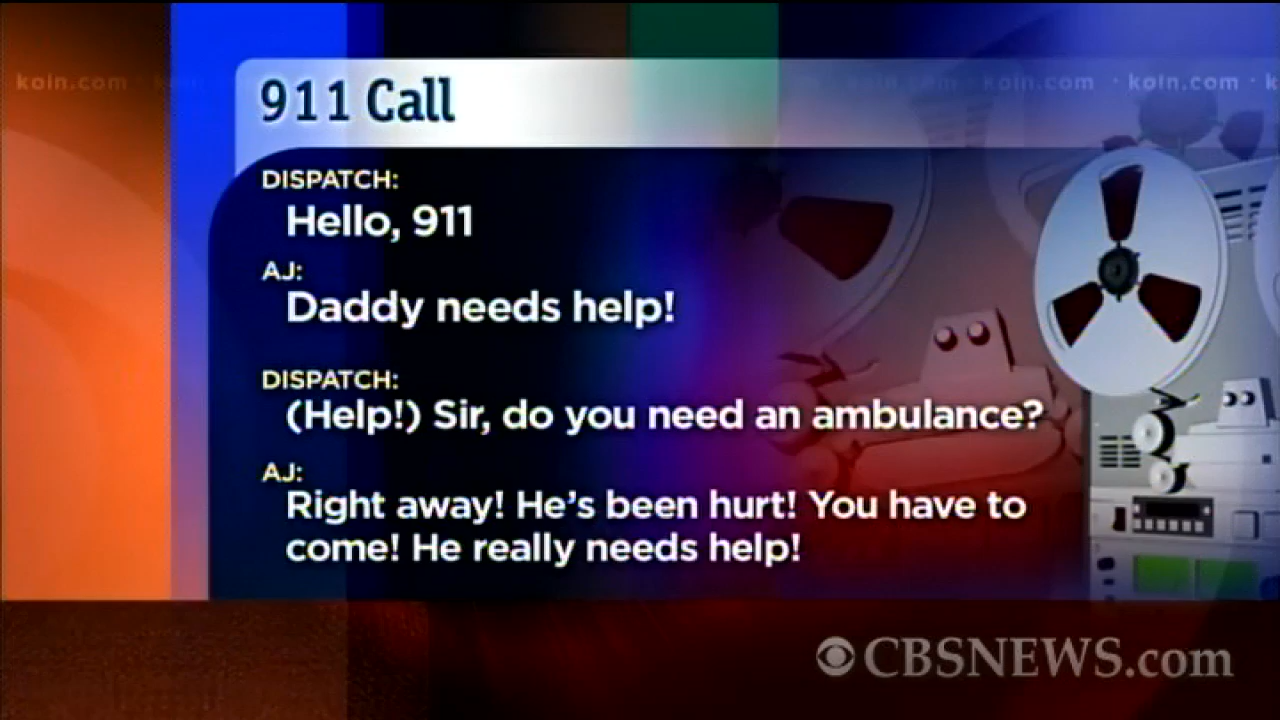 koin.com · koin.com · koin.com
911 Call
DISPATCH:
Hello, 911
AJ:
Daddy needs help!
DISPATCH:
(Help!) Sir, do you need an ambulance?
AJ:
Right away! He's been hurt! You have to
come! He really needs help!
CBSNEWS.com